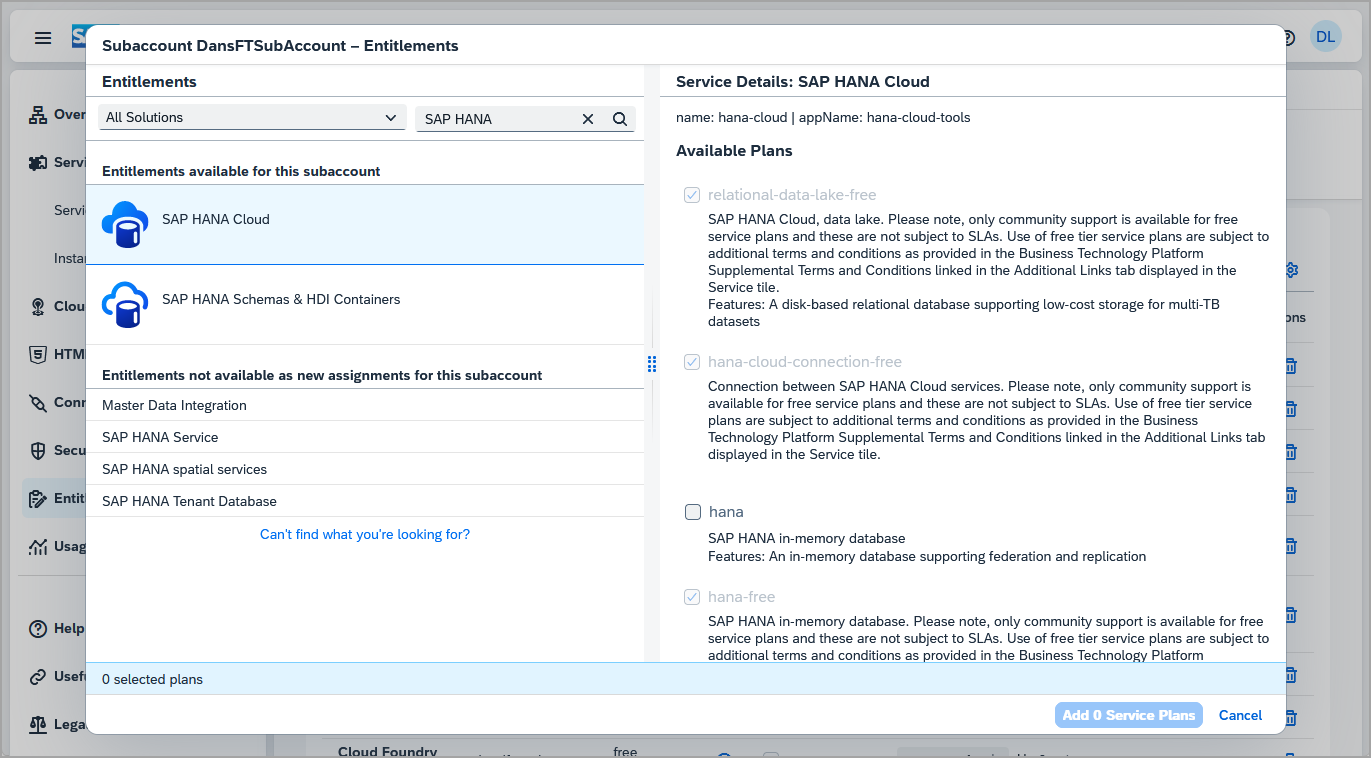 DL
Subaccount DansFTSubAccount – Entitlements
Entitlements
All Solutions
SAP HANA
Entitlements available for this subaccount
SAP HANA Cloud
SAP HANA Schemas & HDI Containers
Entitlements not available as new assignments for this subaccount
Master Data Integration
SAP HANA Service
SAP HANA spatial services
SAP HANA Tenant Database
Can't find what you're looking for?
Service Details: SAP HANA Cloud
name: hana-cloud | appName: hana-cloud-tools
Available Plans
relational-data-lake-free
SAP HANA Cloud, data lake. Please note, only community support is available for free
service plans and these are not subject to SLAs. Use of free tier service plans are subject to
additional terms and conditions as provided in the Business Technology Platform
Supplemental Terms and Conditions linked in the Additional Links tab displayed in the
Service tile.
Features: A disk-based relational database supporting low-cost storage for multi-TB
datasets
hana-cloud-connection-free
Connection between SAP HANA Cloud services. Please note, only community support is
available for free service plans and these are not subject to SLAs. Use of free tier service
plans are subject to additional terms and conditions as provided in the Business
Technology Platform Supplemental Terms and Conditions linked in the Additional Links tab
displayed in the Service tile.
hana
SAP HANA in-memory database
Features: An in-memory database supporting federation and replication
hana-free
SAP HANA in-memory database. Please note, only community support is available for free
service plans and these are not subject to SLAs. Use of free tier service plans are subject to
additional terms and conditions as provided in the Business Technology Platform
0 selected plans
Add 0 Service Plans
Cancel
Over
Servi
Servi
Instar
Clou
HTM
Conn
Secu
Entitl
Usag
Help
Usef
Lega
ons
Cloud Foundry
free